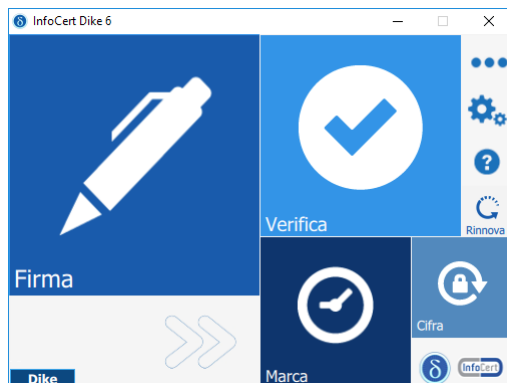 InfoCert Dike 6
Firma
Verifica
?
Rinnova
Marca
Cifra
Dike
δ InfoCert